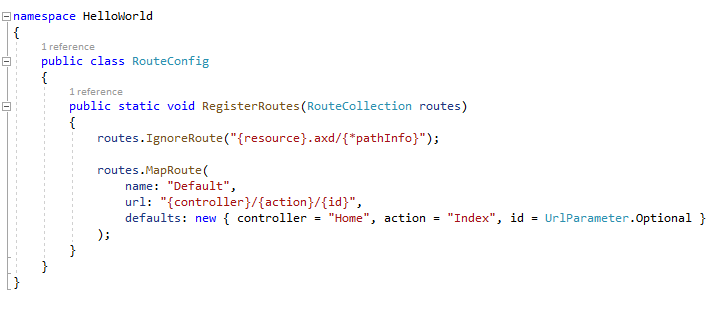 namespace HelloWorld
{
1 reference
public class RouteConfig
{
1 reference
public static void RegisterRoutes(RouteCollection routes)
{
routes.IgnoreRoute("{resource}.axd/{*pathInfo}");
routes.MapRoute(
name: "Default",
url: "{controller}/{action}/{id}",
defaults: new { controller = "Home", action = "Index", id = UrlParameter.Optional }
);
}
}
}